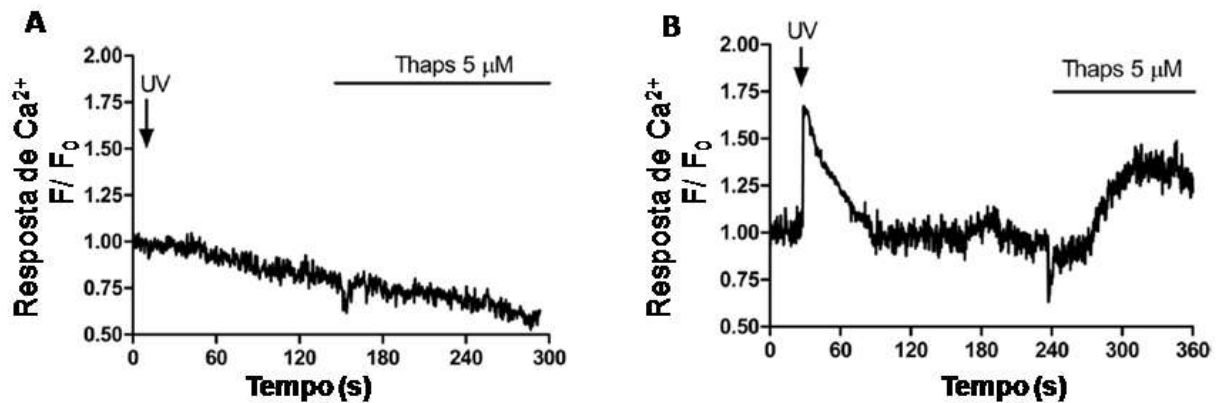 A
Resposta de Ca2+
F/ F0
2.00
1.75
1.50
1.25
1.00
0.75
0.50
UV
Thaps 5 μM
0
60
120
180
240
300
Tempo (s)
B
Resposta de Ca2+
F/ F0
2.00
1.75
1.50
1.25
1.00
0.75
0.50
UV
Thaps 5 μM
0
60
120
180
240
300
360
Tempo (s)